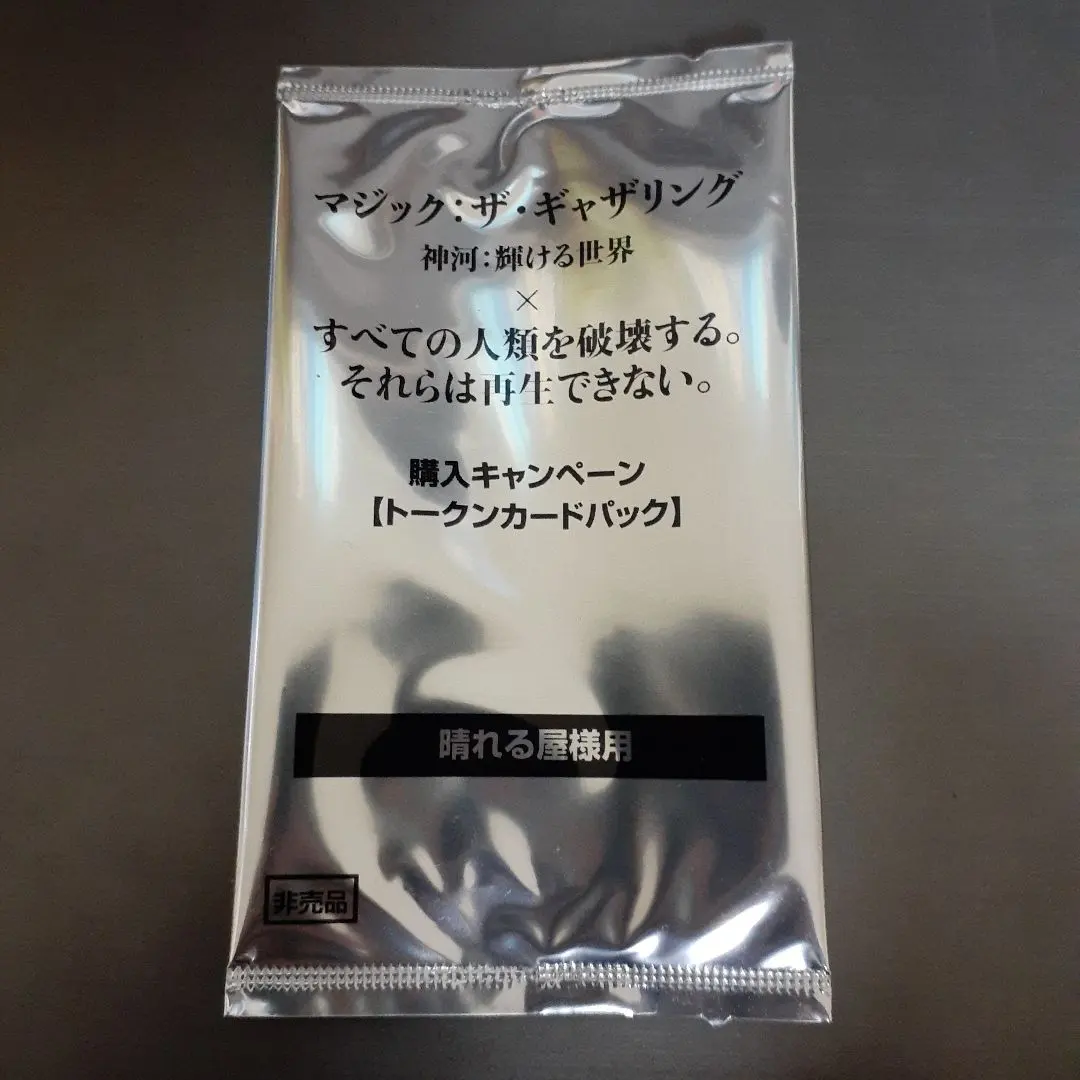 マジック：ザ・ギャザリング
神河：輝ける世界
×
すべての人類を破壊する。
それらは再生できない。
購入キャンペーン
【トークンカードパック】
晴れる屋様用
非売品